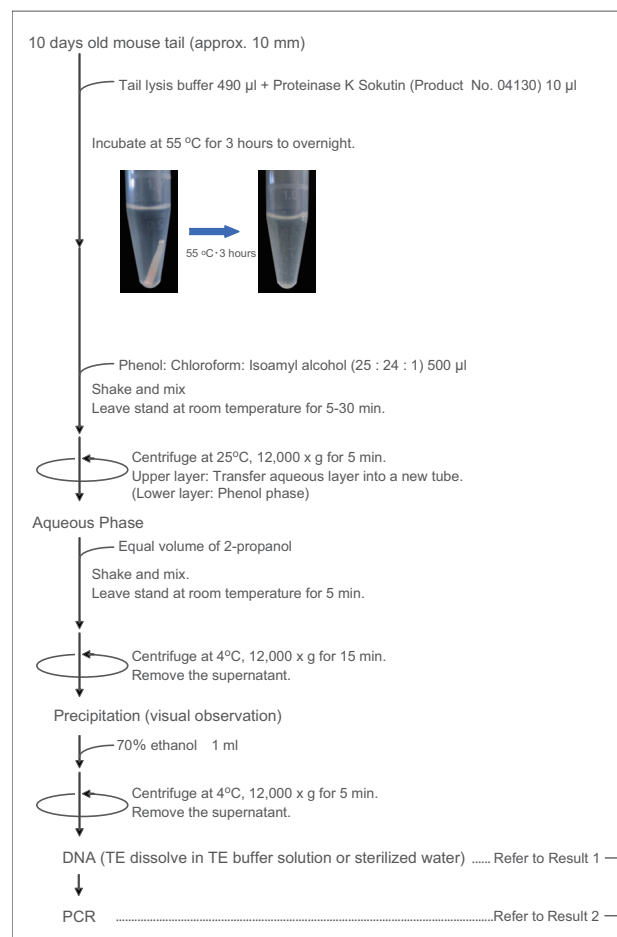 10 days old mouse tail (approx. 10 mm)
Tail lysis buffer 490 µl + Proteinase K Sokutin (Product No. 04130) 10 µl
Incubate at 55 ºC for 3 hours to overnight.
55 ºC･3 hours
Phenol: Chloroform: Isoamyl alcohol (25 : 24 : 1) 500 µl
Shake and mix
Leave stand at room temperature for 5-30 min.
Centrifuge at 25ºC, 12,000 x g for 5 min.
Upper layer: Transfer aqueous layer into a new tube.
(Lower layer: Phenol phase)
Aqueous Phase
Equal volume of 2-propanol
Shake and mix.
Leave stand at room temperature for 5 min.
Centrifuge at 4ºC, 12,000 x g for 15 min.
Remove the supernatant.
Precipitation (visual observation)
70% ethanol 1 ml
Centrifuge at 4ºC, 12,000 x g for 5 min.
Remove the supernatant.
DNA (TE dissolve in TE buffer solution or sterilized water) ...... Refer to Result 1
PCR ........................................................................ Refer to Result 2